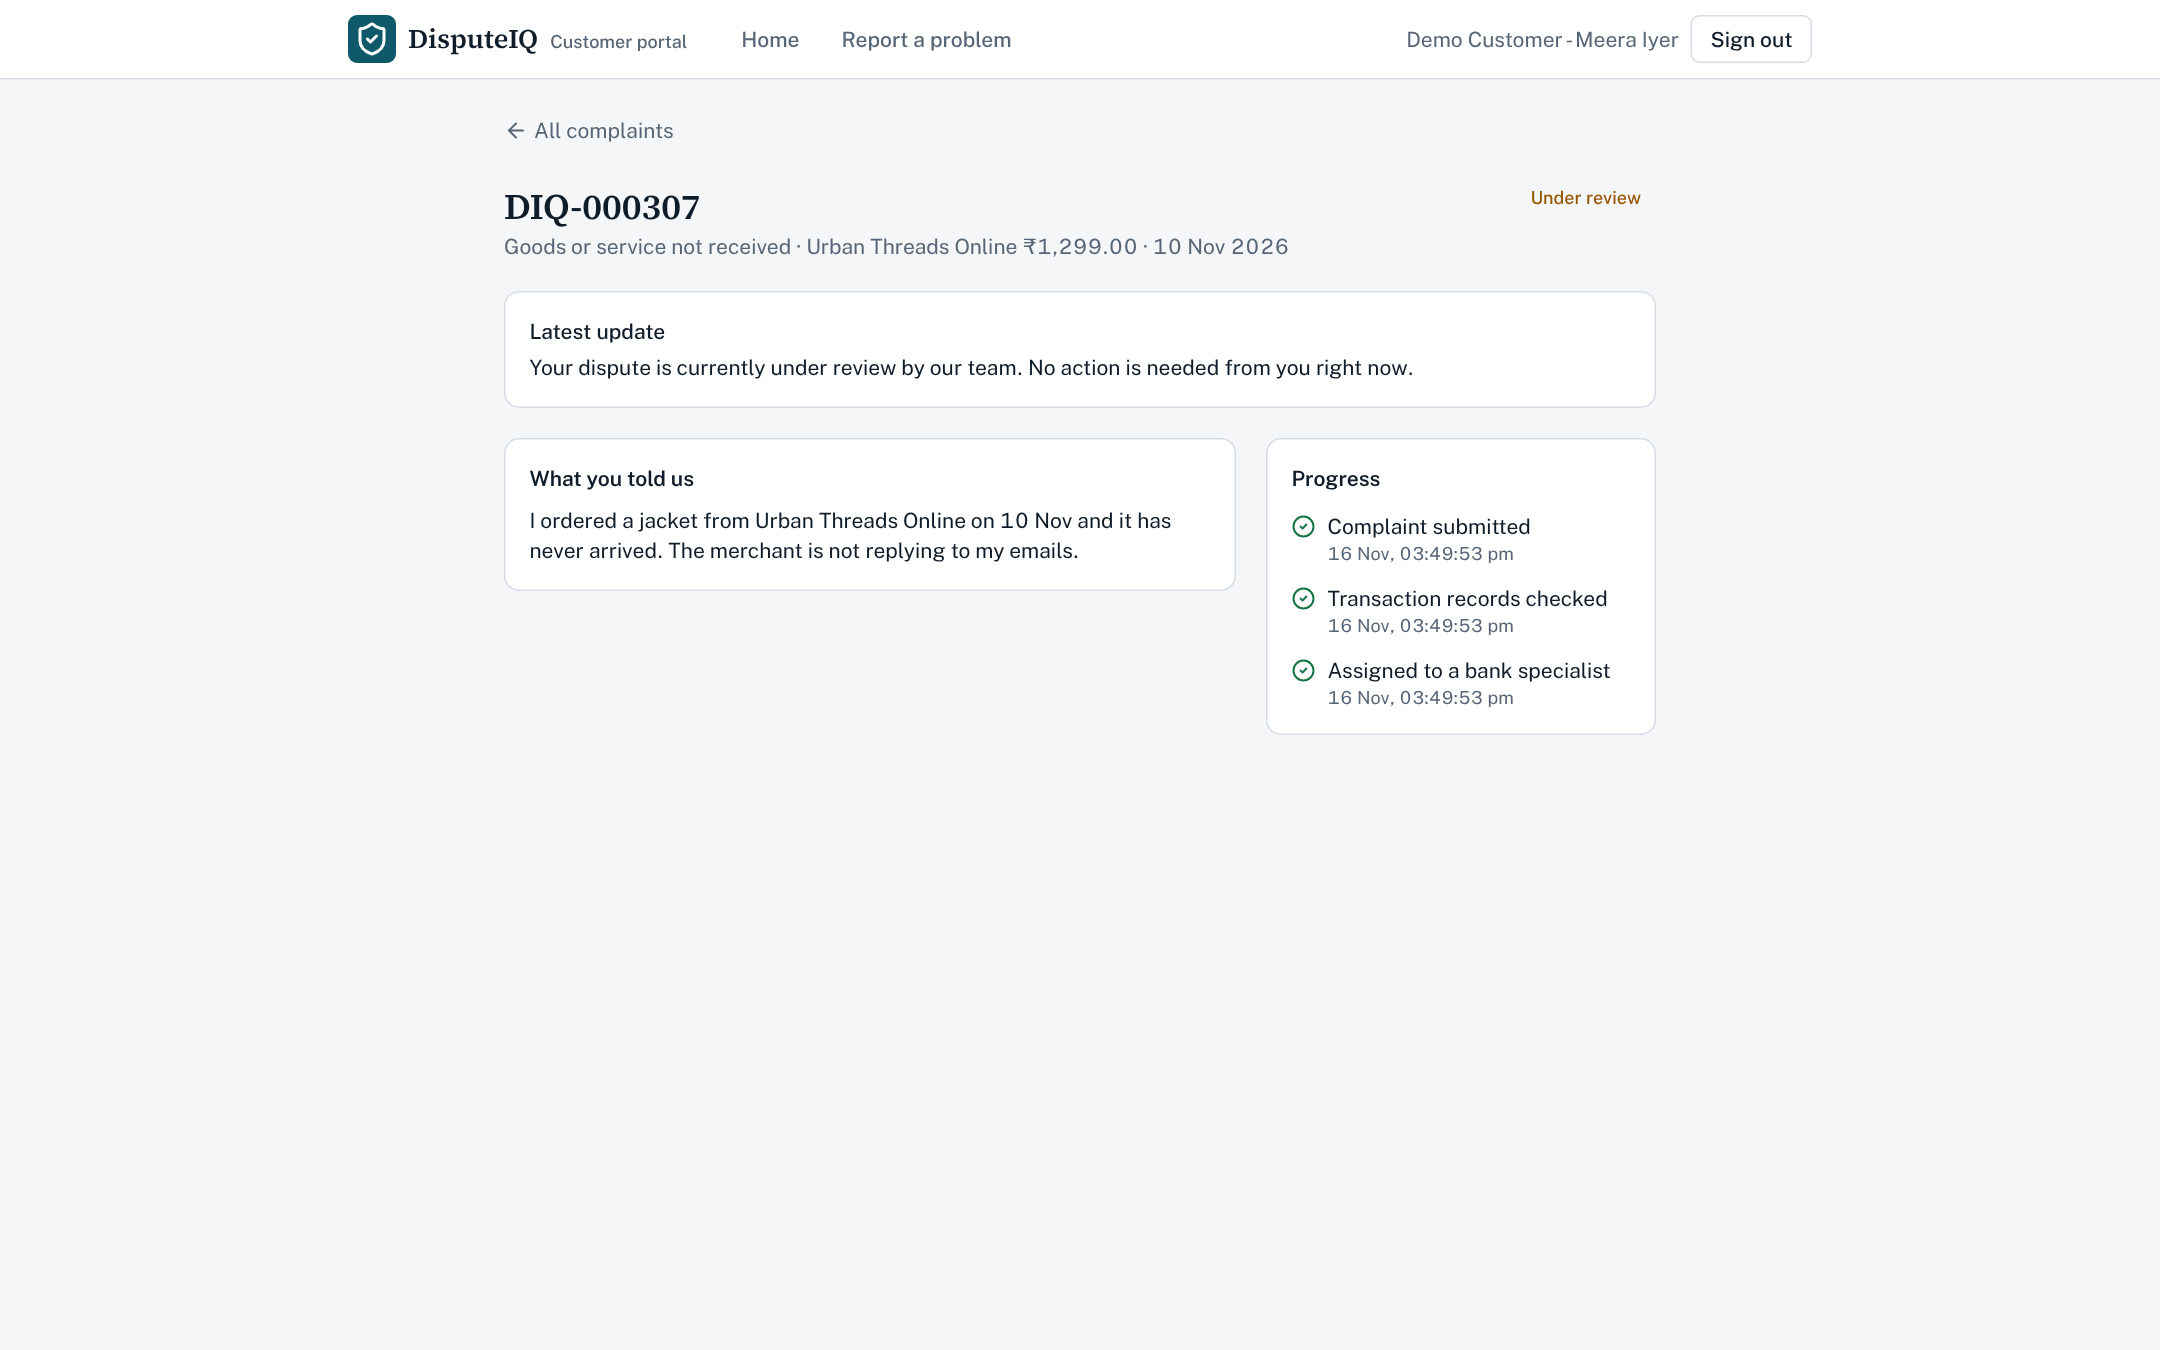 DisputeIQ Customer portal Home Report a problem Demo Customer - Meera Iyer Sign out
← All complaints
DIQ-000307 Under review
Goods or service not received · Urban Threads Online ₹1,299.00 · 10 Nov 2026
Latest update
Your dispute is currently under review by our team. No action is needed from you right now.
What you told us
I ordered a jacket from Urban Threads Online on 10 Nov and it has
never arrived. The merchant is not replying to my emails.
Progress
Complaint submitted
16 Nov, 03:49:53 pm
Transaction records checked
16 Nov, 03:49:53 pm
Assigned to a bank specialist
16 Nov, 03:49:53 pm